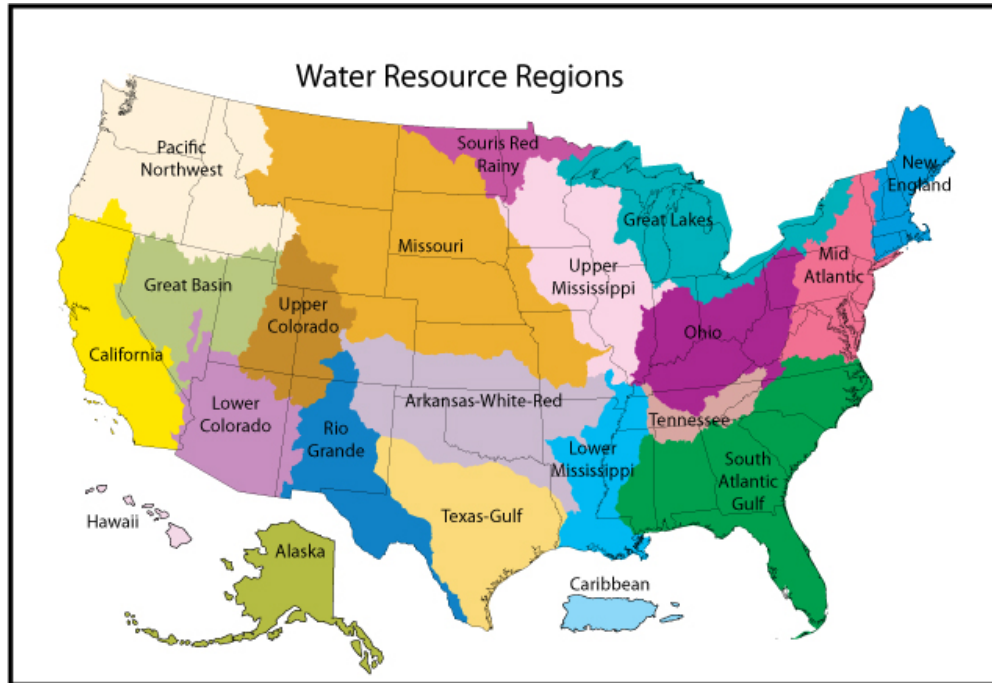 Water Resource Regions
Pacific
Northwest
Souris Red
Rainy
New
England
Great Lakes
Missouri
Mid
Atlantic
Great Basin
Upper
Mississippi
Upper
Colorado
Ohio
California
Arkansas-White-Red
Tennessee
Lower
Colorado
Rio
Grande
Lower
Mississippi
South
Atlantic
Gulf
Texas-Gulf
Hawaii
Alaska
Caribbean